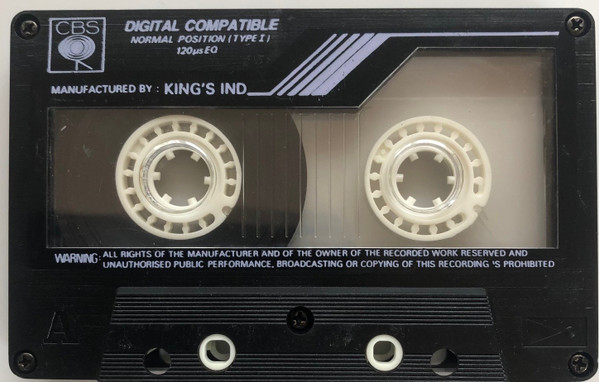 CBS
DIGITAL COMPATIBLE
NORMAL POSITION (TYPE I)
120µs EQ
MANUFACTURED BY : KING'S IND
WARNING: ALL RIGHTS OF THE MANUFACTURER AND OF THE OWNER OF THE RECORDED WORK RESERVED AND
UNAUTHORISED PUBLIC PERFORMANCE, BROADCASTING OR COPYING OF THIS RECORDING 'S PROHIBITED
A